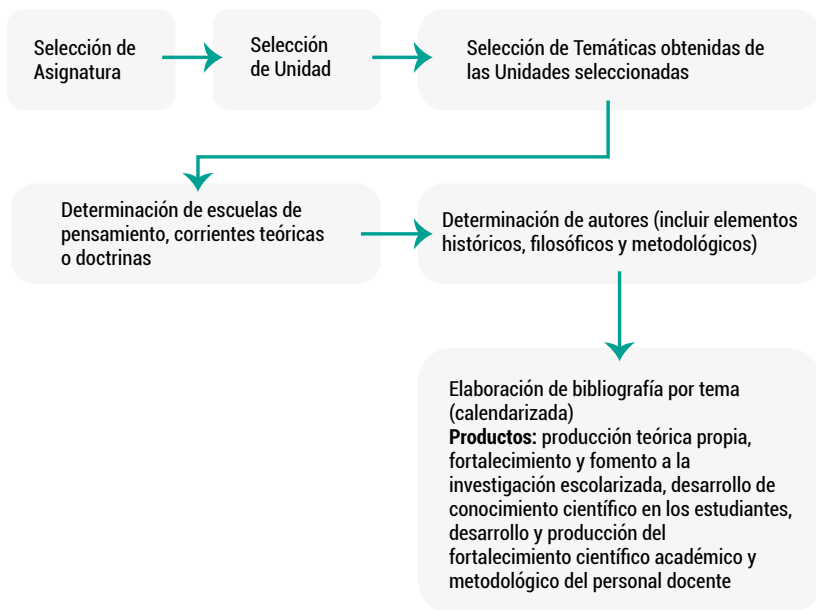 Selección de
Asignatura
Selección
de Unidad
Selección de Temáticas obtenidas de
las Unidades seleccionadas
Determinación de escuelas de
pensamiento, corrientes teóricas
o doctrinas
Determinación de autores (incluir elementos
históricos, filosóficos y metodológicos)
Elaboración de bibliografía por tema
(calendarizada)
Productos: producción teórica propia,
fortalecimiento y fomento a la
investigación escolarizada, desarrollo de
conocimiento científico en los estudiantes,
desarrollo y producción del
fortalecimiento científico académico y
metodológico del personal docente